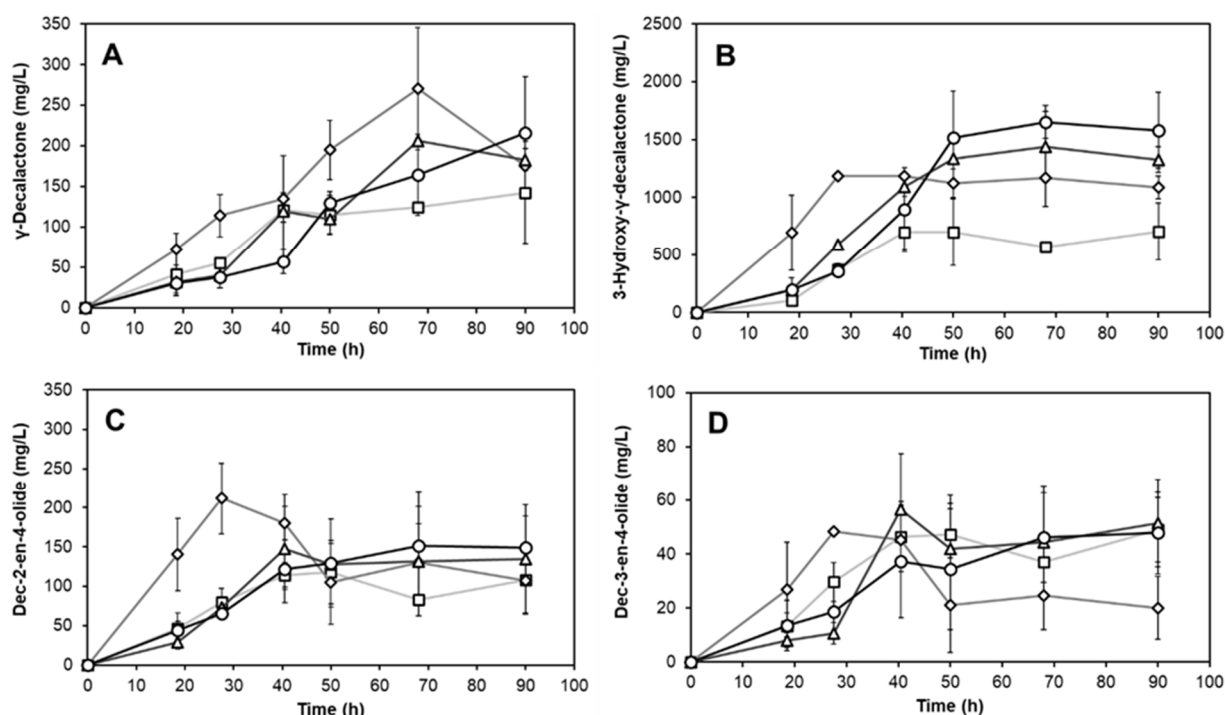 A
γ-Decalactone (mg/L)
350
300
250
200
150
100
50
0
0 10 20 30 40 50 60 70 80 90 100
Time (h)
B
3-Hydroxy-γ-decalactone (mg/L)
2500
2000
1500
1000
500
0
0 10 20 30 40 50 60 70 80 90 100
Time (h)
C
Dec-2-en-4-olide (mg/L)
350
300
250
200
150
100
50
0
0 10 20 30 40 50 60 70 80 90 100
Time (h)
D
Dec-3-en-4-olide (mg/L)
100
80
60
40
20
0
0 10 20 30 40 50 60 70 80 90 100
Time (h)